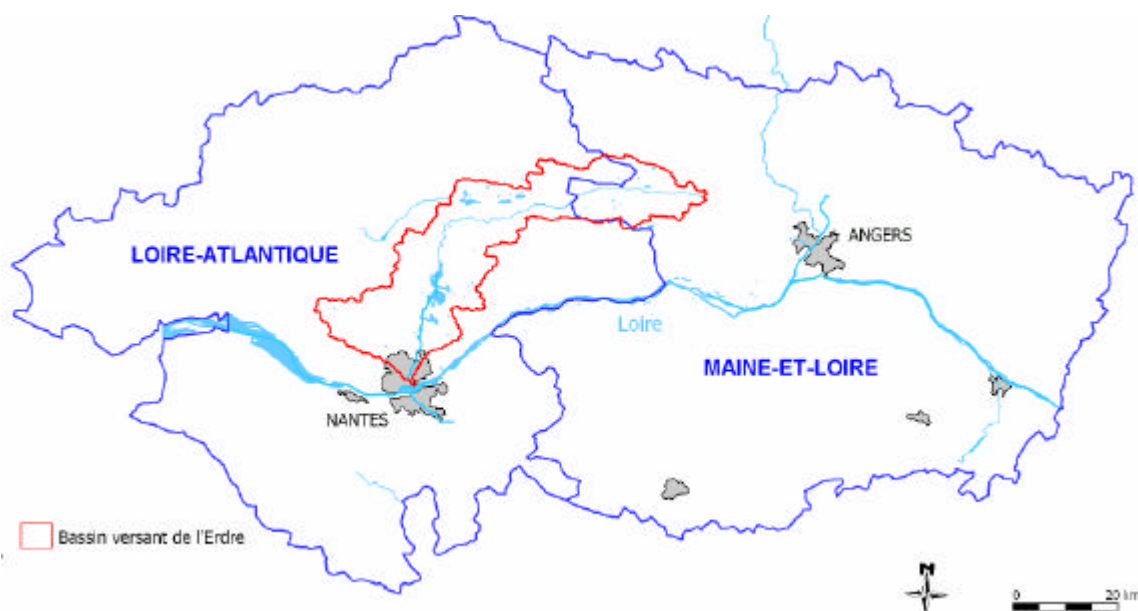 ANGERS
LOIRE-ATLANTIQUE
Loire
MAINE-ET-LOIRE
NANTES
Bassin versant de l'Erdre
N
0 20 km